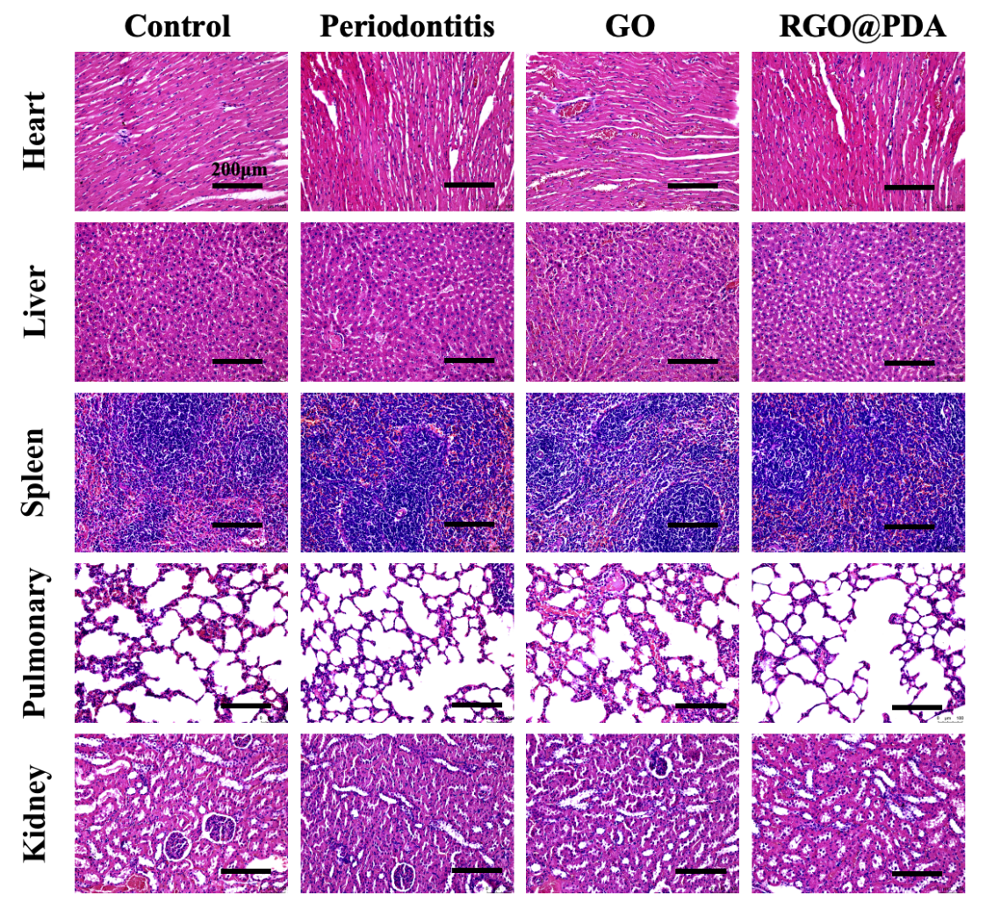 Control Periodontitis GO RGO@PDA
Heart
200μm
Liver
Spleen
Pulmonary
Kidney